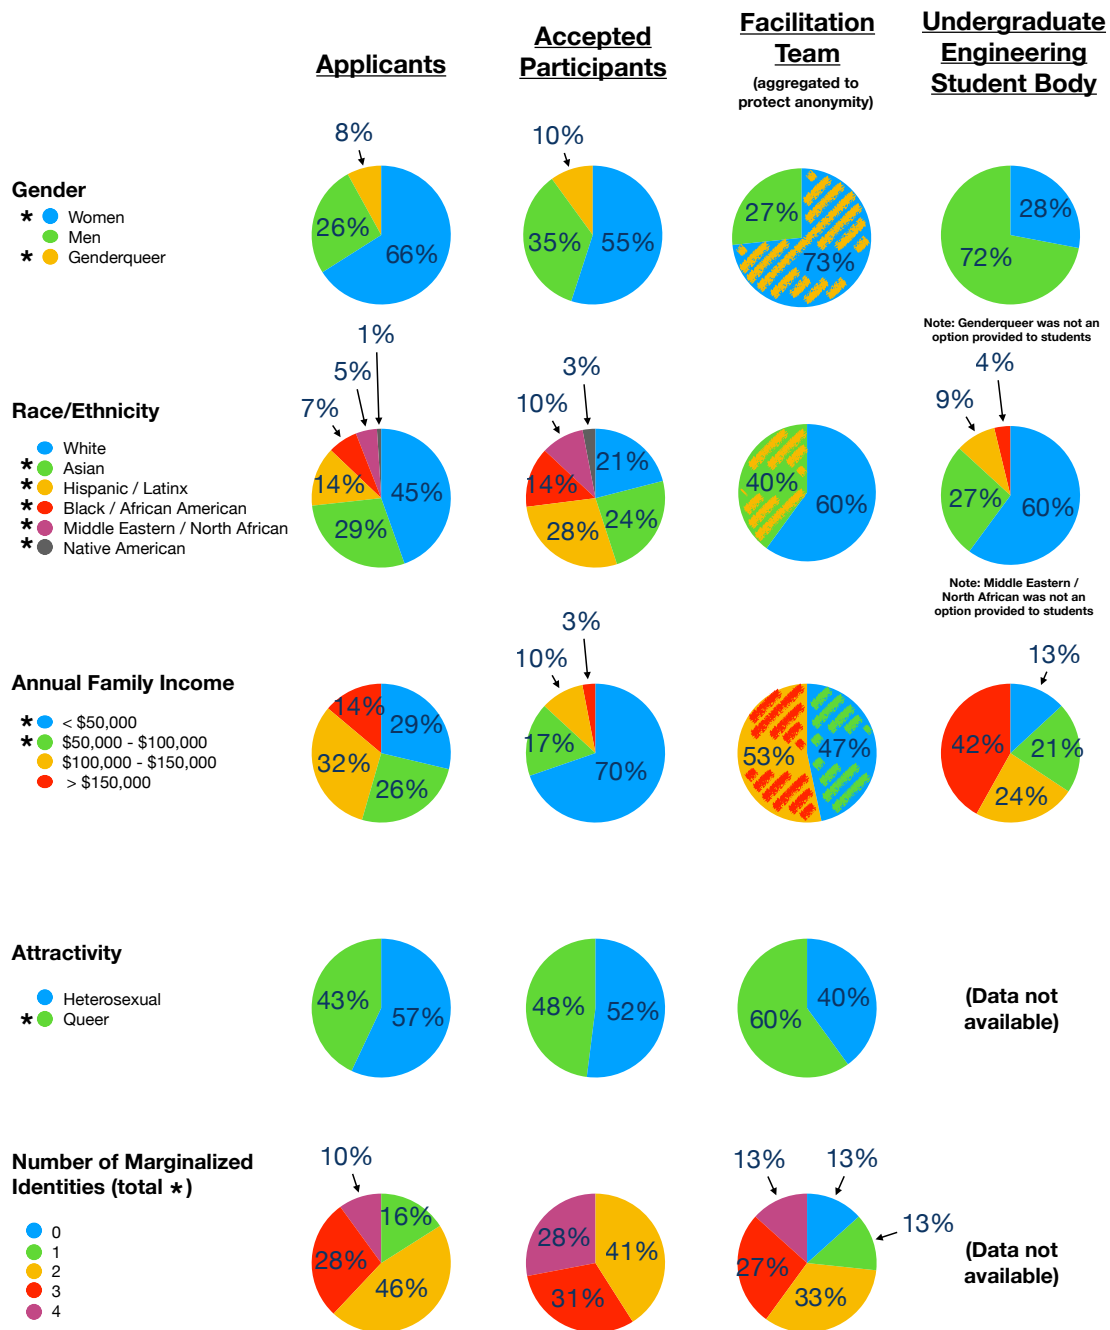 Applicants
Accepted
Participants
Facilitation
Team
(aggregated to
protect anonymity)
Undergraduate
Engineering
Student Body
Gender
* Women
Men
* Genderqueer
8%
26%
66%
10%
35%
55%
27%
73%
28%
72%
Note: Genderqueer was not an
option provided to students
Race/Ethnicity
White
* Asian
* Hispanic / Latinx
* Black / African American
* Middle Eastern / North African
* Native American
1%
5%
7%
14%
45%
29%
3%
10%
14%
21%
28%
24%
40%
60%
4%
9%
27%
60%
Note: Middle Eastern /
North African was not an
option provided to students
Annual Family Income
* < $50,000
* $50,000 - $100,000
$100,000 - $150,000
> $150,000
14%
29%
32%
26%
3%
10%
17%
70%
53%
47%
13%
42%
21%
24%
Attractivity
Heterosexual
* Queer
43%
57%
48%
52%
60%
40%
(Data not
available)
Number of Marginalized
Identities (total *)
0
1
2
3
4
10%
16%
28%
46%
28%
41%
31%
13%
13%
13%
27%
33%
(Data not
available)